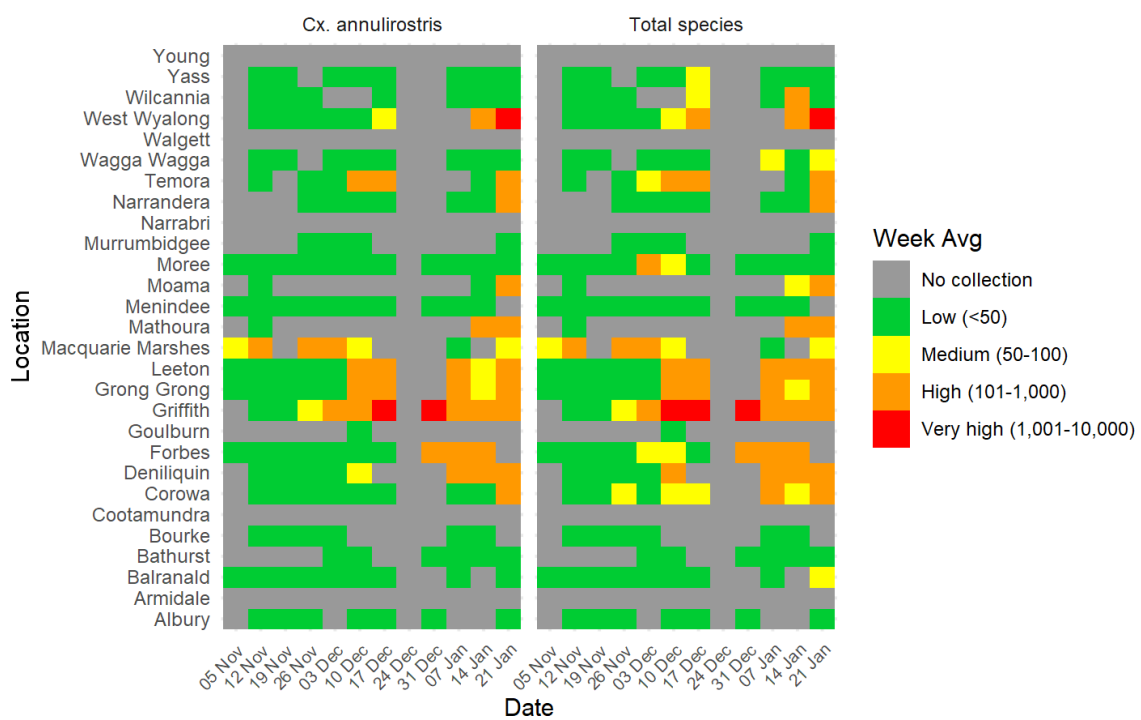 Cx. annulirostris
Total species
Location
Young
Yass
Wilcannia
West Wyalong
Walgett
Wagga Wagga
Temora
Narrandera
Narrabri
Murrumbidgee
Moree
Moama
Menindee
Mathoura
Macquarie Marshes
Leeton
Grong Grong
Griffith
Goulburn
Forbes
Deniliquin
Corowa
Cootamundra
Bourke
Bathurst
Balranald
Armidale
Albury
05 Nov
12 Nov
19 Nov
26 Nov
03 Dec
10 Dec
17 Dec
24 Dec
31 Dec
07 Jan
14 Jan
21 Jan
05 Nov
12 Nov
19 Nov
26 Nov
03 Dec
10 Dec
17 Dec
24 Dec
31 Dec
07 Jan
14 Jan
21 Jan
Date
Week Avg
No collection
Low (<50)
Medium (50-100)
High (101-1,000)
Very high (1,001-10,000)